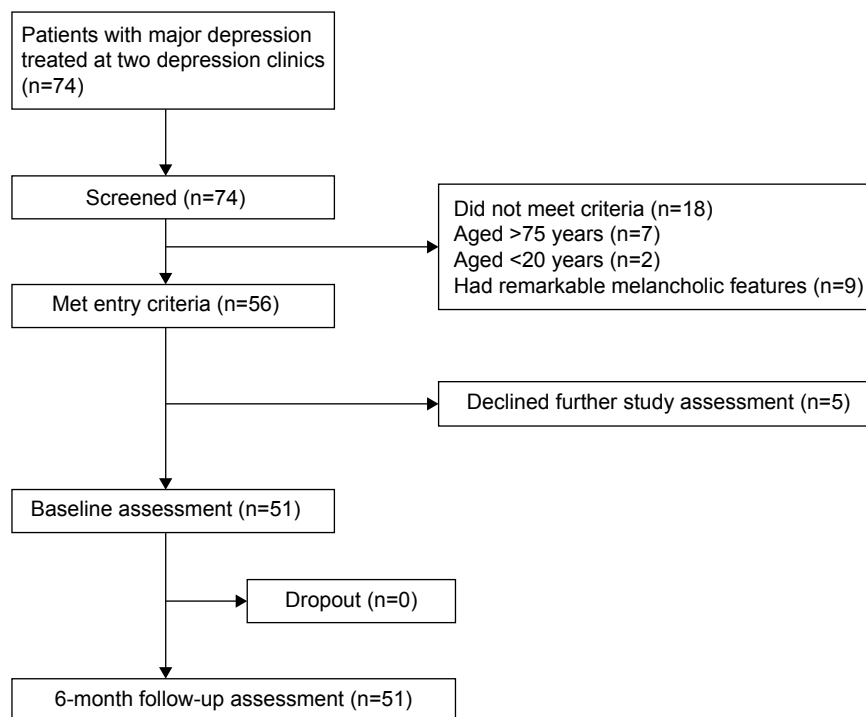 Patients with major depression
treated at two depression clinics
(n=74)
Screened (n=74)
Did not meet criteria (n=18)
Aged >75 years (n=7)
Aged <20 years (n=2)
Had remarkable melancholic features (n=9)
Met entry criteria (n=56)
Declined further study assessment (n=5)
Baseline assessment (n=51)
Dropout (n=0)
6-month follow-up assessment (n=51)